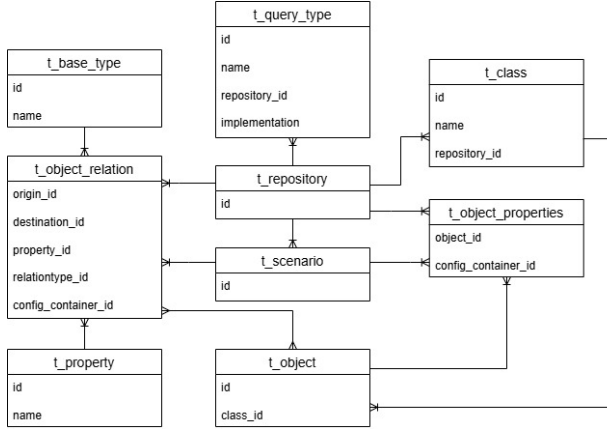 t_query_type
id
name
repository_id
implementation
t_base_type
id
name
t_class
id
name
repository_id
t_object_relation
origin_id
destination_id
property_id
relationtype_id
config_container_id
t_repository
id
t_object_properties
object_id
config_container_id
t_scenario
id
t_property
id
name
t_object
id
class_id